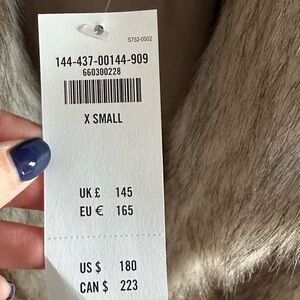 S752-0002
144-437-00144-909
660300228
X SMALL
UK £ 145
EU € 165
US $ 180
CAN $ 223